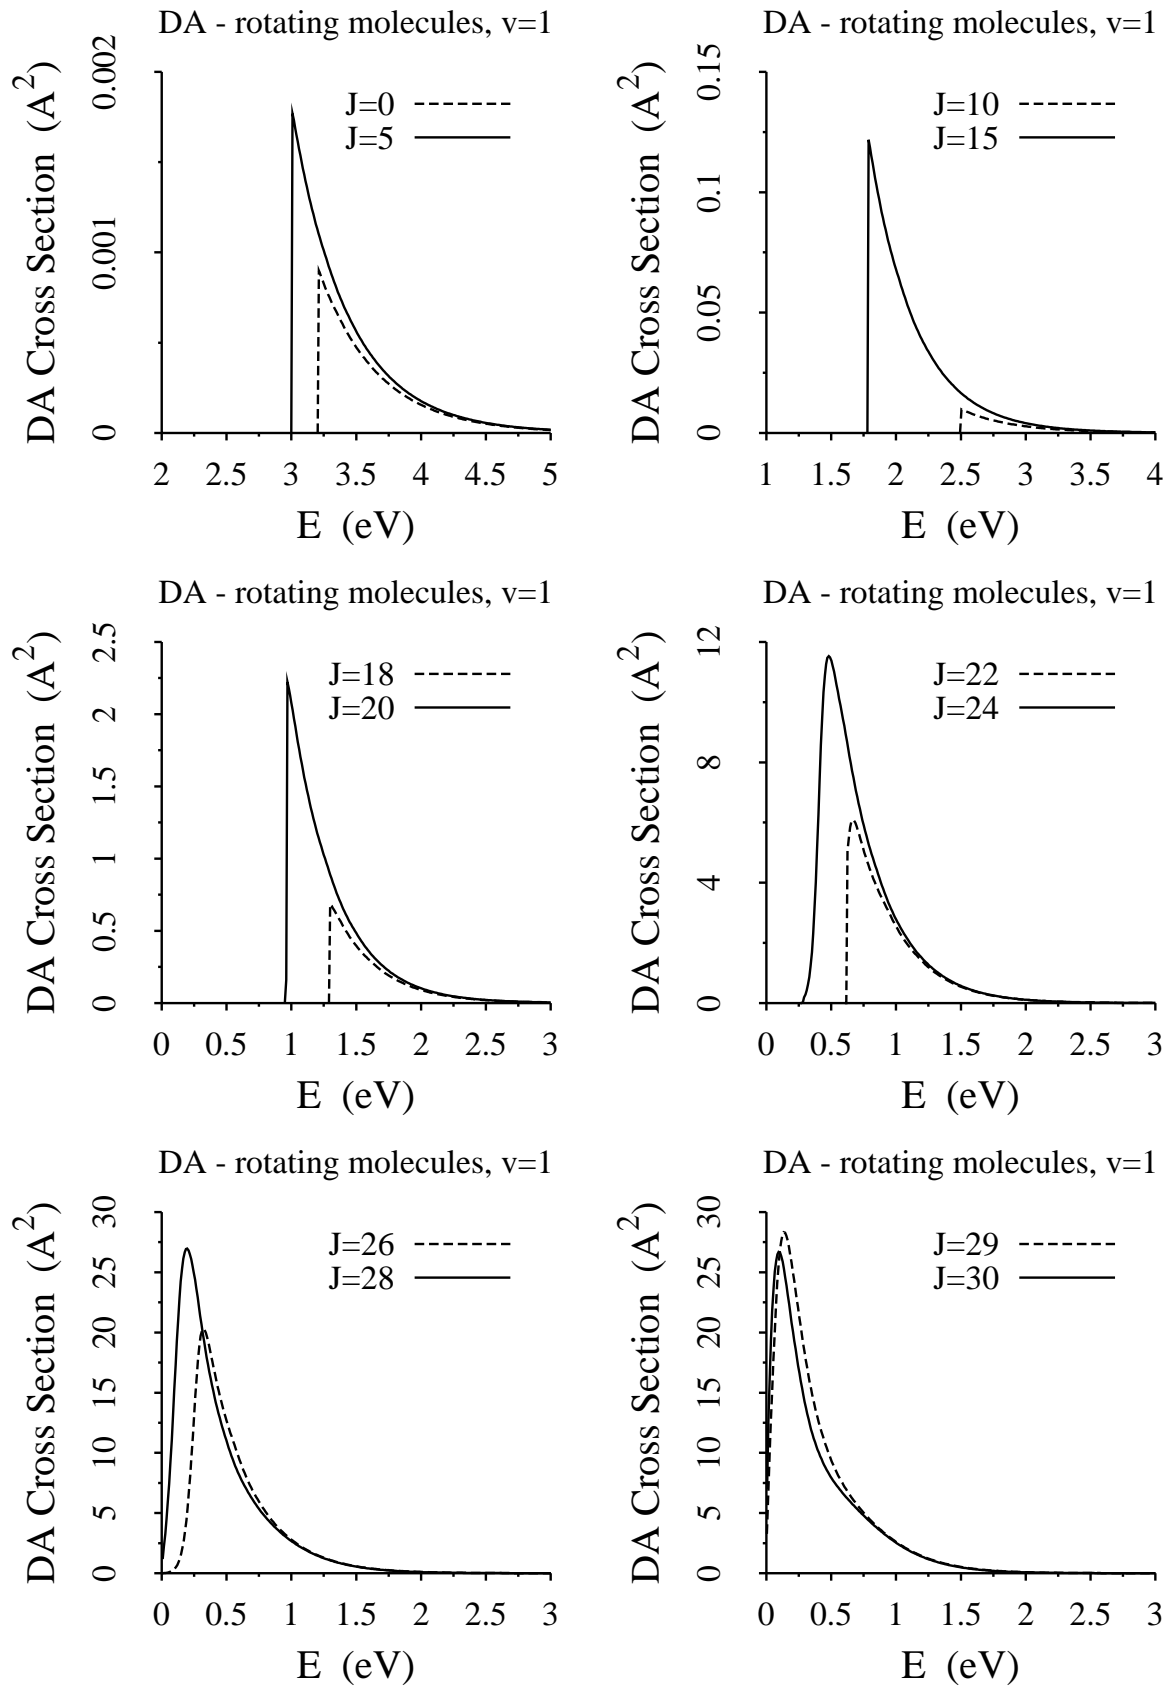 DA - rotating molecules, v=1
DA Cross Section (A²)
0.002
0.001
0
J=0
J=5
2 3 3.5 4 4.5 5
E (eV)
DA - rotating molecules, v=1
DA Cross Section (A²)
0.15
0.1
0.05
0
J=10
J=15
1 1.5 2 2.5 3 3.5 4
E (eV)
DA - rotating molecules, v=1
DA Cross Section (A²)
2.5
2
1.5
1
0.5
0
J=18
J=20
0 0.5 1 1.5 2 2.5 3
E (eV)
DA - rotating molecules, v=1
DA Cross Section (A²)
12
8
4
0
J=22
J=24
0 0.5 1 1.5 2 2.5 3
E (eV)
DA - rotating molecules, v=1
DA Cross Section (A²)
30
25
20
15
10
5
0
J=26
J=28
0 0.5 1 1.5 2 2.5 3
E (eV)
DA - rotating molecules, v=1
DA Cross Section (A²)
30
25
20
15
10
5
0
J=29
J=30
0 0.5 1 1.5 2 2.5 3
E (eV)